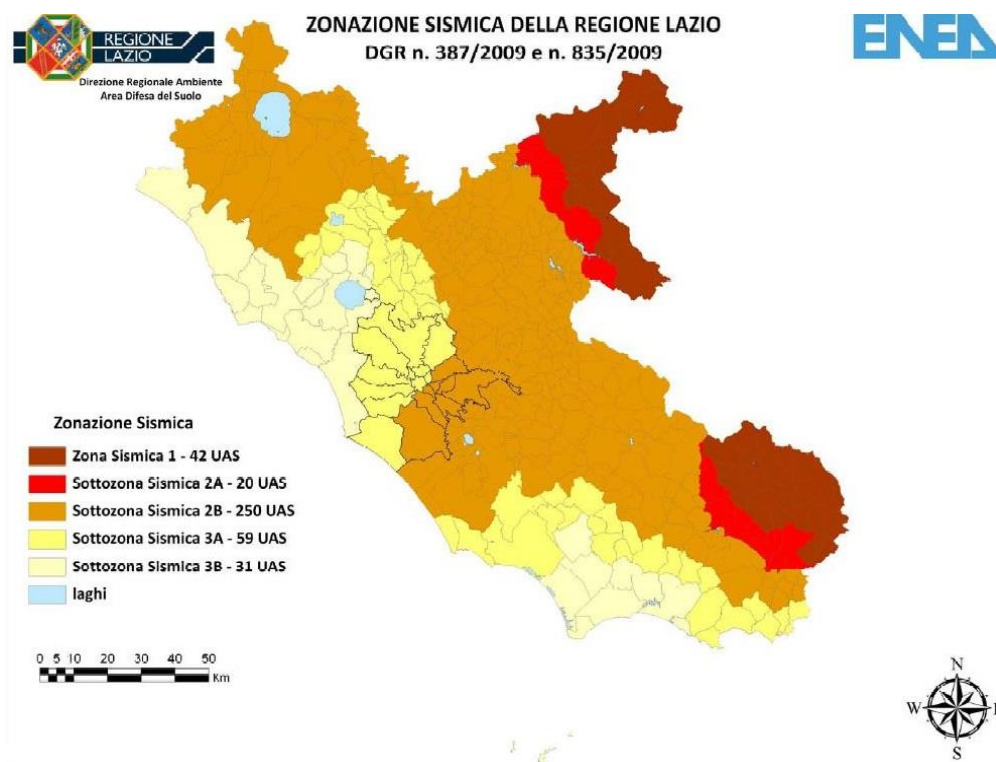 REGIONE
LAZIO
Direzione Regionale Ambiente
Area Difesa del Suolo
ZONAZIONE SISMICA DELLA REGIONE LAZIO
DGR n. 387/2009 e n. 835/2009
ENEA
Zonazione Sismica
Zona Sismica 1 - 42 UAS
Sottozona Sismica 2A - 20 UAS
Sottozona Sismica 2B - 250 UAS
Sottozona Sismica 3A - 59 UAS
Sottozona Sismica 3B - 31 UAS
laghi
0 5 10 20 30 40 50
Km
N
W E
S